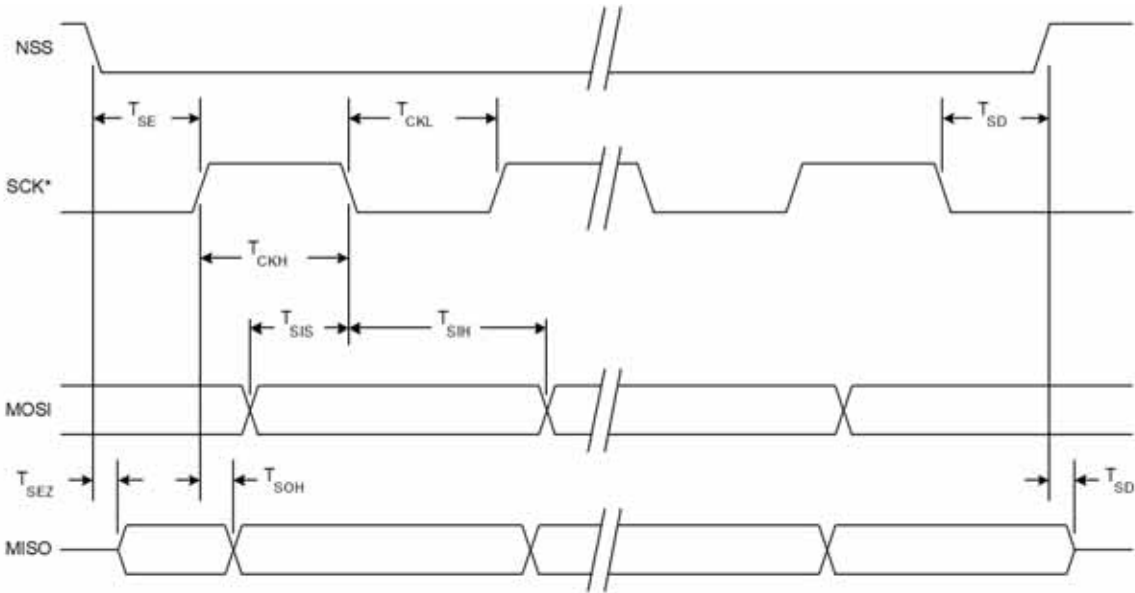 NSS
TSE
TCKL
TSD
SCK*
TCKH
TSIS
TSIH
MOSI
TSEZ
TSOH
TSD
MISO